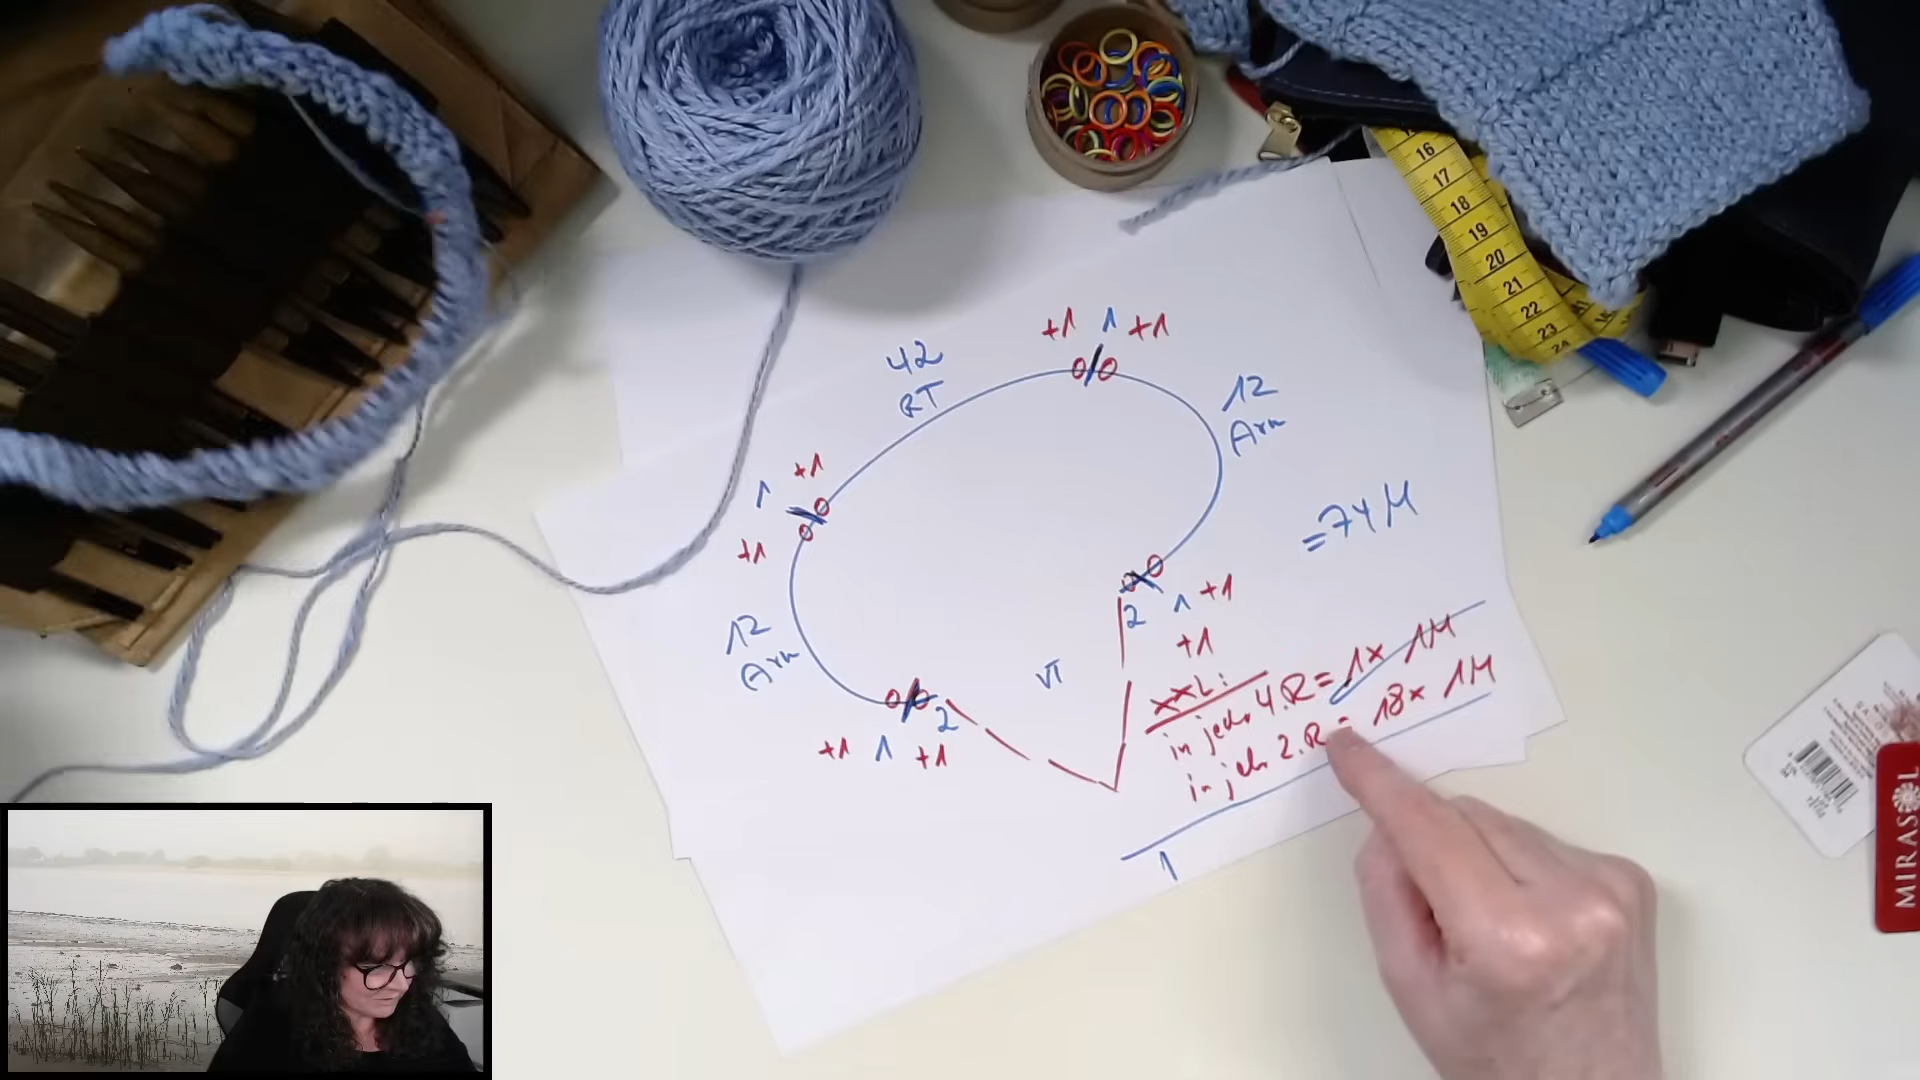 +1 1 +1
42
RT
12
Arm
1 +1
+1
= 74 M
12
Arm
2 1 +1
+1
VT
2
+1 1 +1
XXL:
in jeder 4. R = 1x 1M
in jed. 2. R = 18x 1M
1
16
17
18
19
20
21
22
23
24
MIRASOL